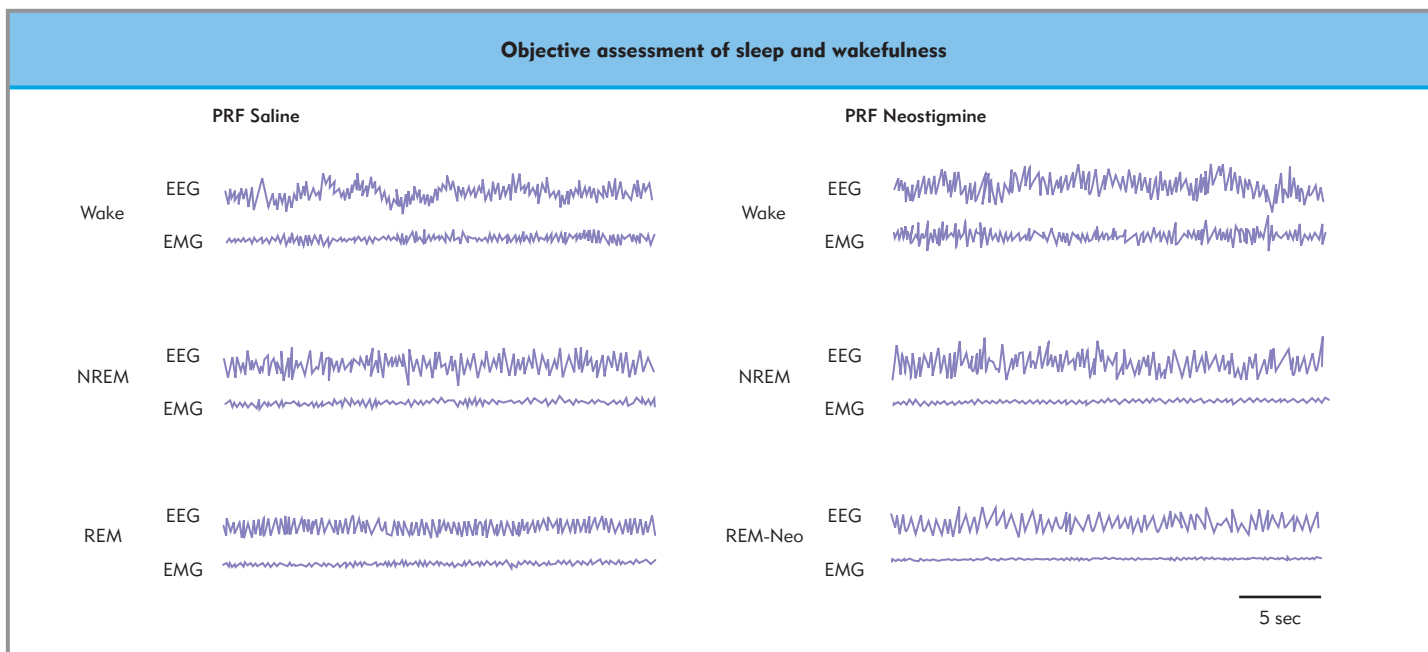 Objective assessment of sleep and wakefulness
PRF Saline
Wake
EEG
EMG
NREM
EEG
EMG
REM
EEG
EMG
PRF Neostigmine
Wake
EEG
EMG
NREM
EEG
EMG
REM-Neo
EEG
EMG
5 sec